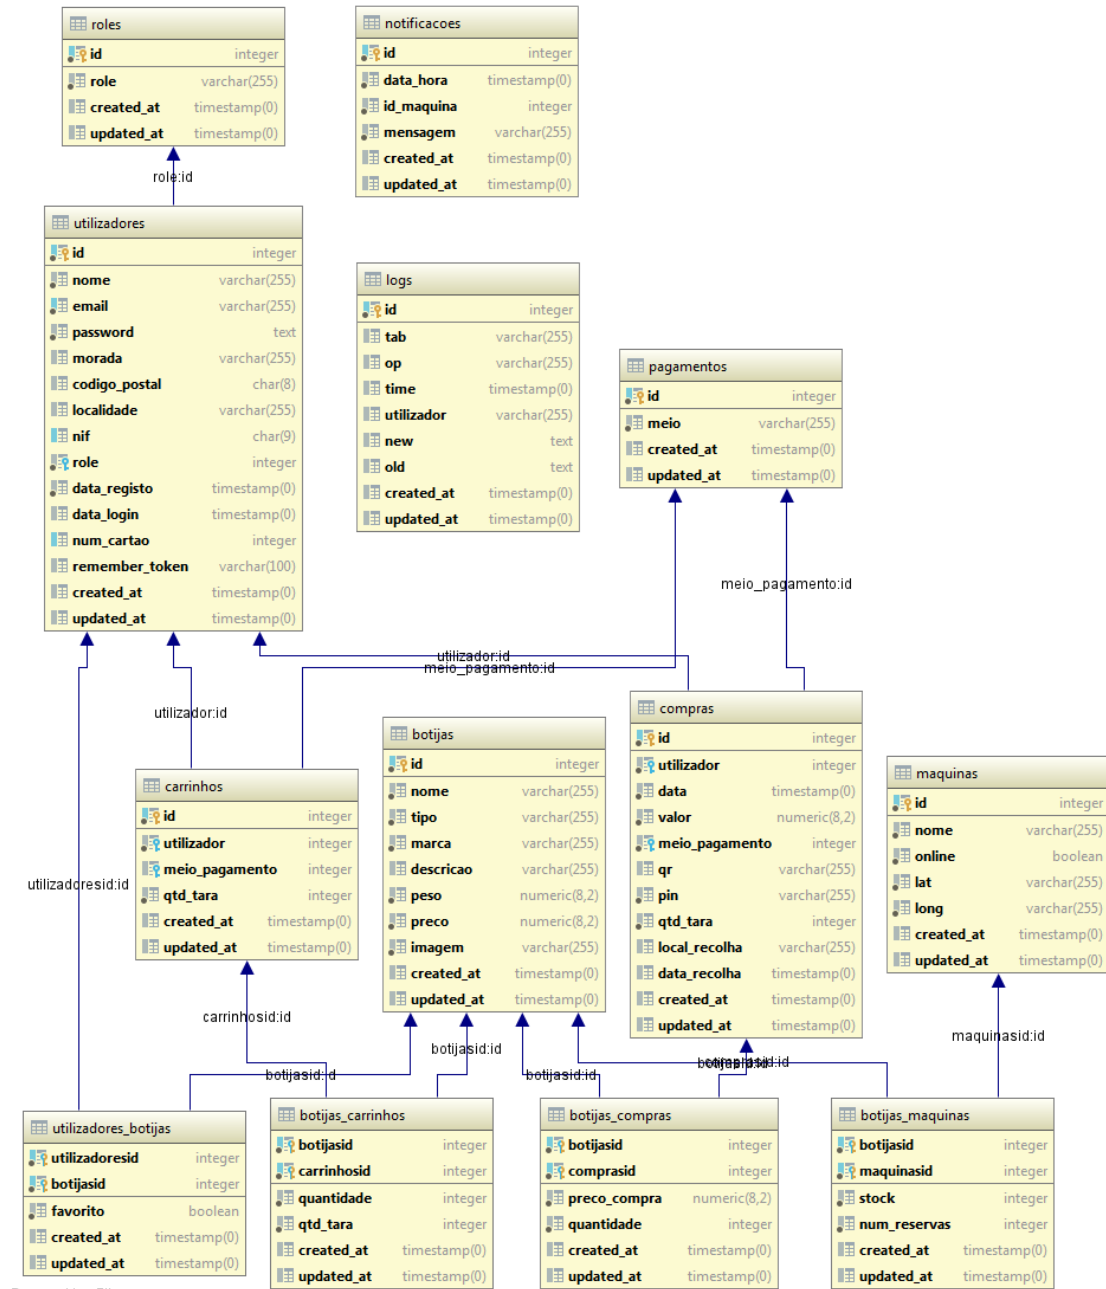 roles
id integer
role varchar(255)
created_at timestamp(0)
updated_at timestamp(0)
notificacoes
id integer
data_hora timestamp(0)
id_maquina integer
mensagem varchar(255)
created_at timestamp(0)
updated_at timestamp(0)
role:id
utilizadores
id integer
nome varchar(255)
email varchar(255)
password text
morada varchar(255)
codigo_postal char(8)
localidade varchar(255)
nif char(9)
role integer
data_registo timestamp(0)
data_login timestamp(0)
num_cartao integer
remember_token varchar(100)
created_at timestamp(0)
updated_at timestamp(0)
logs
id integer
tab varchar(255)
op varchar(255)
time timestamp(0)
utilizador varchar(255)
new text
old text
created_at timestamp(0)
updated_at timestamp(0)
pagamentos
id integer
meio varchar(255)
created_at timestamp(0)
updated_at timestamp(0)
meio_pagamento:id
utilizador:id
meio_pagamento:id
utilizador:id
carrinhos
id integer
utilizador integer
meio_pagamento integer
qtd_tara integer
created_at timestamp(0)
updated_at timestamp(0)
botijas
id integer
nome varchar(255)
tipo varchar(255)
marca varchar(255)
descricao varchar(255)
peso numeric(8,2)
preco numeric(8,2)
imagem varchar(255)
created_at timestamp(0)
updated_at timestamp(0)
compras
id integer
utilizador integer
data timestamp(0)
valor numeric(8,2)
meio_pagamento integer
qr varchar(255)
pin varchar(255)
qtd_tara integer
local_recolha varchar(255)
data_recolha timestamp(0)
created_at timestamp(0)
updated_at timestamp(0)
maquinas
id integer
nome varchar(255)
online boolean
lat varchar(255)
long varchar(255)
created_at timestamp(0)
updated_at timestamp(0)
utilizadoresid:id
carrinhosid:id
botijasid:id
botijasid:id
botijasid:id
comprasid:id
botijasid:id
maquinasid:id
utilizadores_botijas
utilizadoresid integer
botijasid integer
favorito boolean
created_at timestamp(0)
updated_at timestamp(0)
botijas_carrinhos
botijasid integer
carrinhosid integer
quantidade integer
qtd_tara integer
created_at timestamp(0)
updated_at timestamp(0)
botijas_compras
botijasid integer
comprasid integer
preco_compra numeric(8,2)
quantidade integer
created_at timestamp(0)
updated_at timestamp(0)
botijas_maquinas
botijasid integer
maquinasid integer
stock integer
num_reservas integer
created_at timestamp(0)
updated_at timestamp(0)